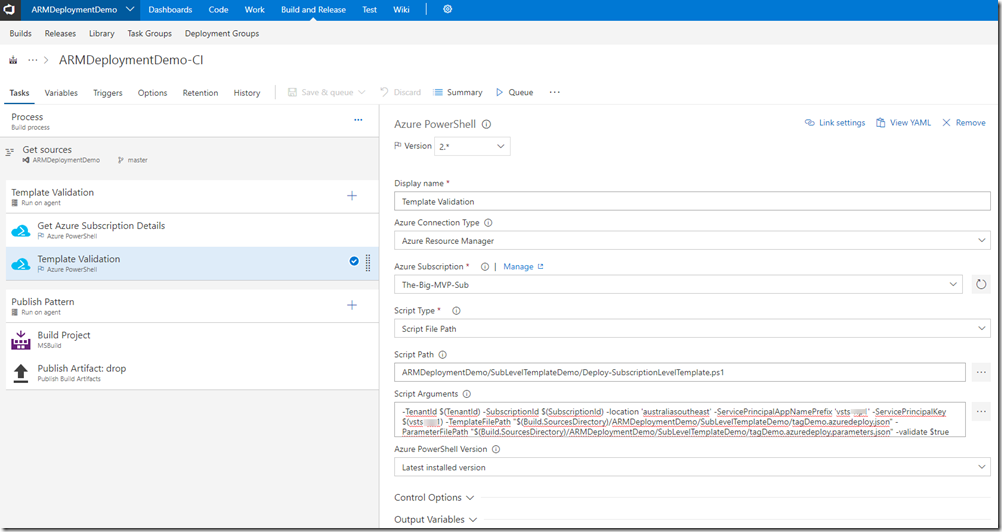 ARMDeploymentDemo Dashboards Code Work Build and Release Test Wiki
Builds Releases Library Task Groups Deployment Groups
ARMDeploymentDemo-CI
Tasks Variables Triggers Options Retention History Save & queue Discard Summary Queue
Process
Build process
Get sources
ARMDeploymentDemo master
Template Validation
Run on agent
Get Azure Subscription Details
Azure PowerShell
Template Validation
Azure PowerShell
Publish Pattern
Run on agent
Build Project
MSBuild
Publish Artifact: drop
Publish Build Artifacts
Azure PowerShell Link settings View YAML Remove
Version 2.*
Display name *
Template Validation
Azure Connection Type
Azure Resource Manager
Azure Subscription * | Manage
The-Big-MVP-Sub
Script Type *
Script File Path
Script Path
ARMDeploymentDemo/SubLevelTemplateDemo/Deploy-SubscriptionLevelTemplate.ps1
Script Arguments
-TenantId $(TenantId) -SubscriptionId $(SubscriptionId) -location 'australiasoutheast' -ServicePrincipalAppNamePrefix 'vsts -ServicePrincipalKey
$(vsts 1) -TemplateFilePath "$(Build.SourcesDirectory)/ARMDeploymentDemo/SubLevelTemplateDemo/tagDemo.azuredeploy.json" -
ParameterFilePath "$(Build.SourcesDirectory)/ARMDeploymentDemo/SubLevelTemplateDemo/tagDemo.azuredeploy.parameters.json" -validate $true
Azure PowerShell Version
Latest installed version
Control Options
Output Variables